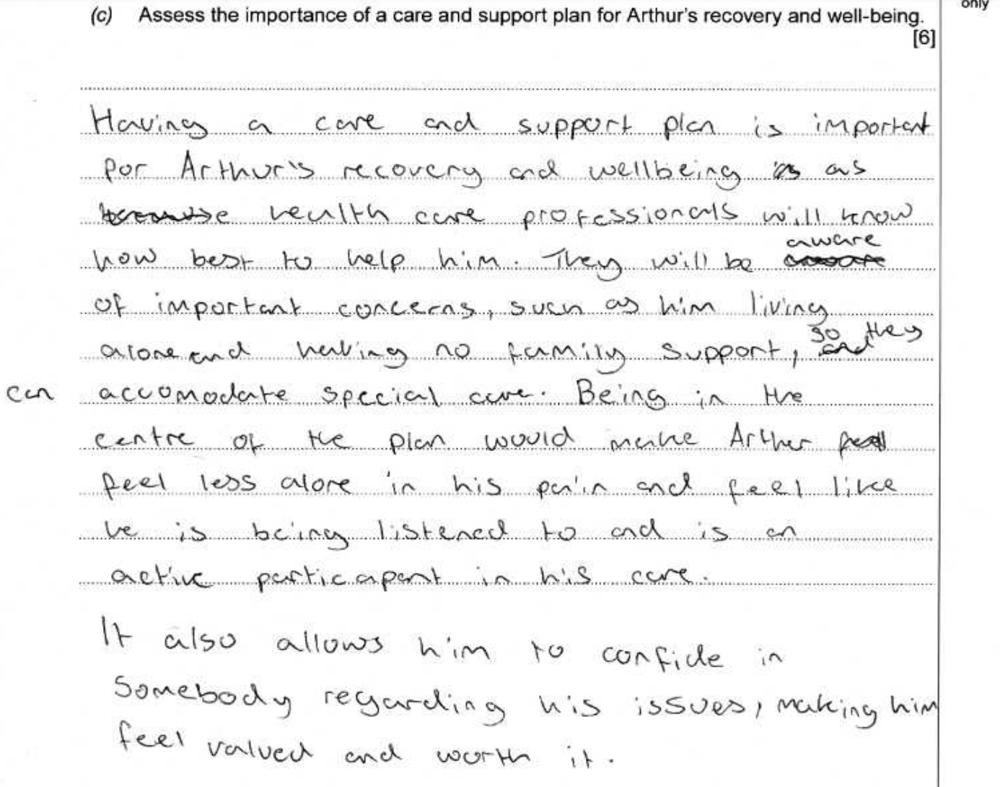 only
(c) Assess the importance of a care and support plan for Arthur's recovery and well-being.
[6]
Having a care and support plan is important
for Arthur's recovery and wellbeing as
health care professionals will know
how best to help him. They will be aware
of important concerns, such as him living
alone and having no family support, so they
can accomodate special care. Being in the
centre of the plan would make Arther
feel less alone in his pain and feel like
he is being listened to and is an
active particapant in his care.
It also allows him to confide in
somebody regarding his issues, making him
feel valued and worth it.